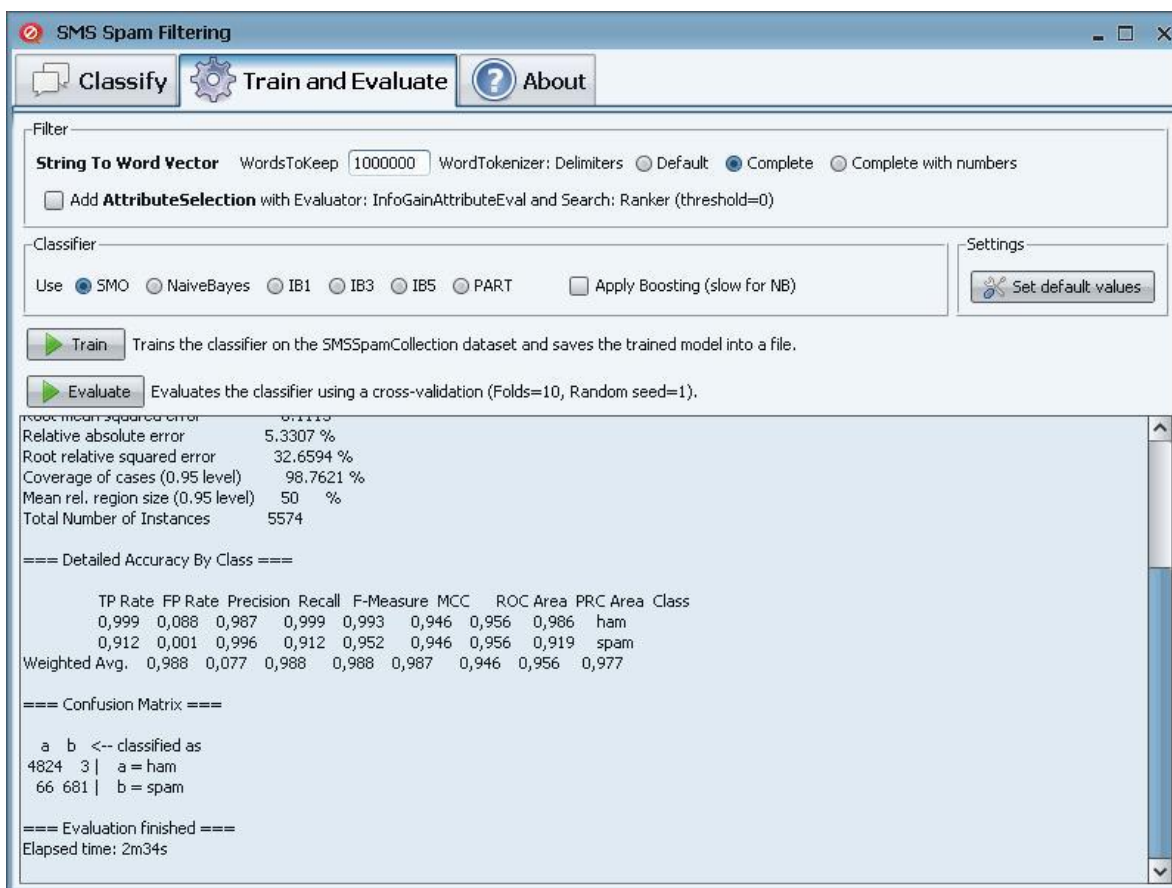 SMS Spam Filtering
Classify Train and Evaluate About
Filter
String To Word Vector WordsToKeep 1000000 WordTokenizer: Delimiters Default Complete Complete with numbers
Add AttributeSelection with Evaluator: InfoGainAttributeEval and Search: Ranker (threshold=0)
Classifier Settings
Use SMO NaiveBayes IB1 IB3 IB5 PART Apply Boosting (slow for NB) Set default values
Train Trains the classifier on the SMSSpamCollection dataset and saves the trained model into a file.
Evaluate Evaluates the classifier using a cross-validation (Folds=10, Random seed=1).
Root mean squared error 0.1113
Relative absolute error 5.3307 %
Root relative squared error 32.6594 %
Coverage of cases (0.95 level) 98.7621 %
Mean rel. region size (0.95 level) 50 %
Total Number of Instances 5574
=== Detailed Accuracy By Class ===
TP Rate FP Rate Precision Recall F-Measure MCC ROC Area PRC Area Class
0,999 0,088 0,987 0,999 0,993 0,946 0,956 0,986 ham
0,912 0,001 0,996 0,912 0,952 0,946 0,956 0,919 spam
Weighted Avg. 0,988 0,077 0,988 0,988 0,987 0,946 0,956 0,977
=== Confusion Matrix ===
a b <-- classified as
4824 3 | a = ham
66 681 | b = spam
=== Evaluation finished ===
Elapsed time: 2m34s